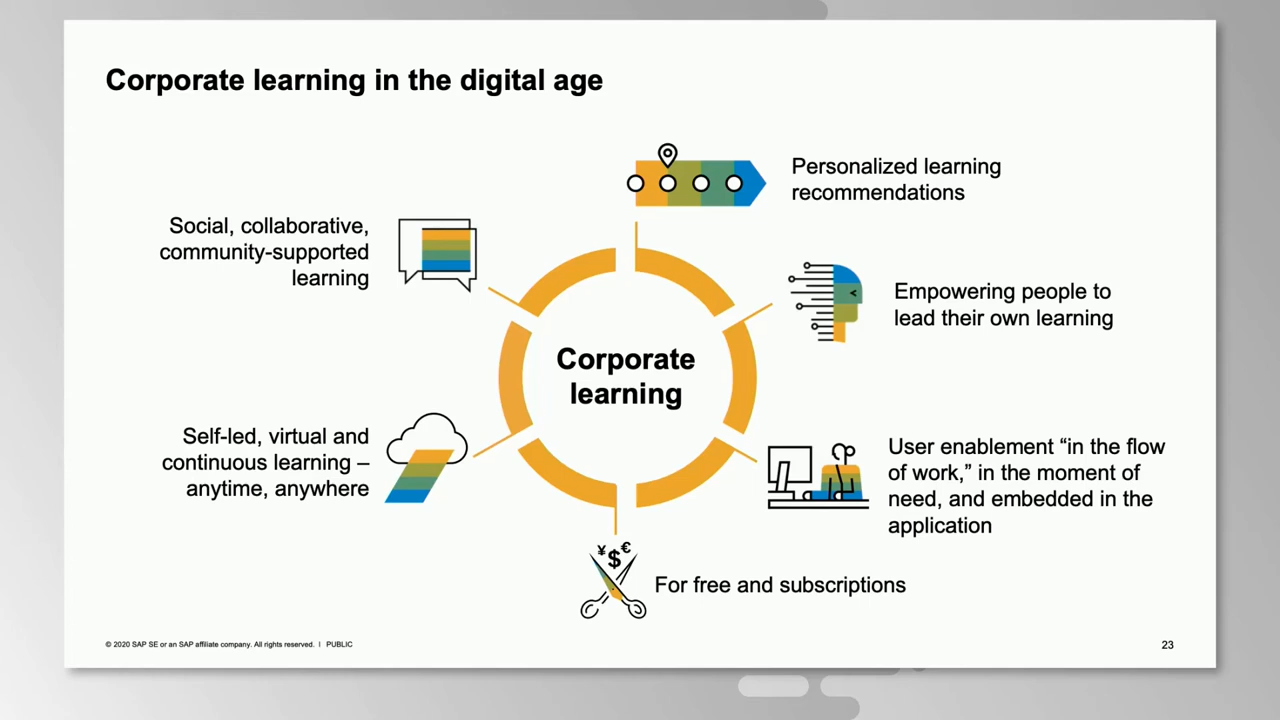 Corporate learning in the digital age
Personalized learning
recommendations
Social, collaborative,
community-supported
learning
Empowering people to
lead their own learning
Corporate
learning
Self-led, virtual and
continuous learning –
anytime, anywhere
User enablement “in the flow
of work,” in the moment of
need, and embedded in the
application
¥$€
For free and subscriptions
© 2020 SAP SE or an SAP affiliate company. All rights reserved. ǀ PUBLIC
23